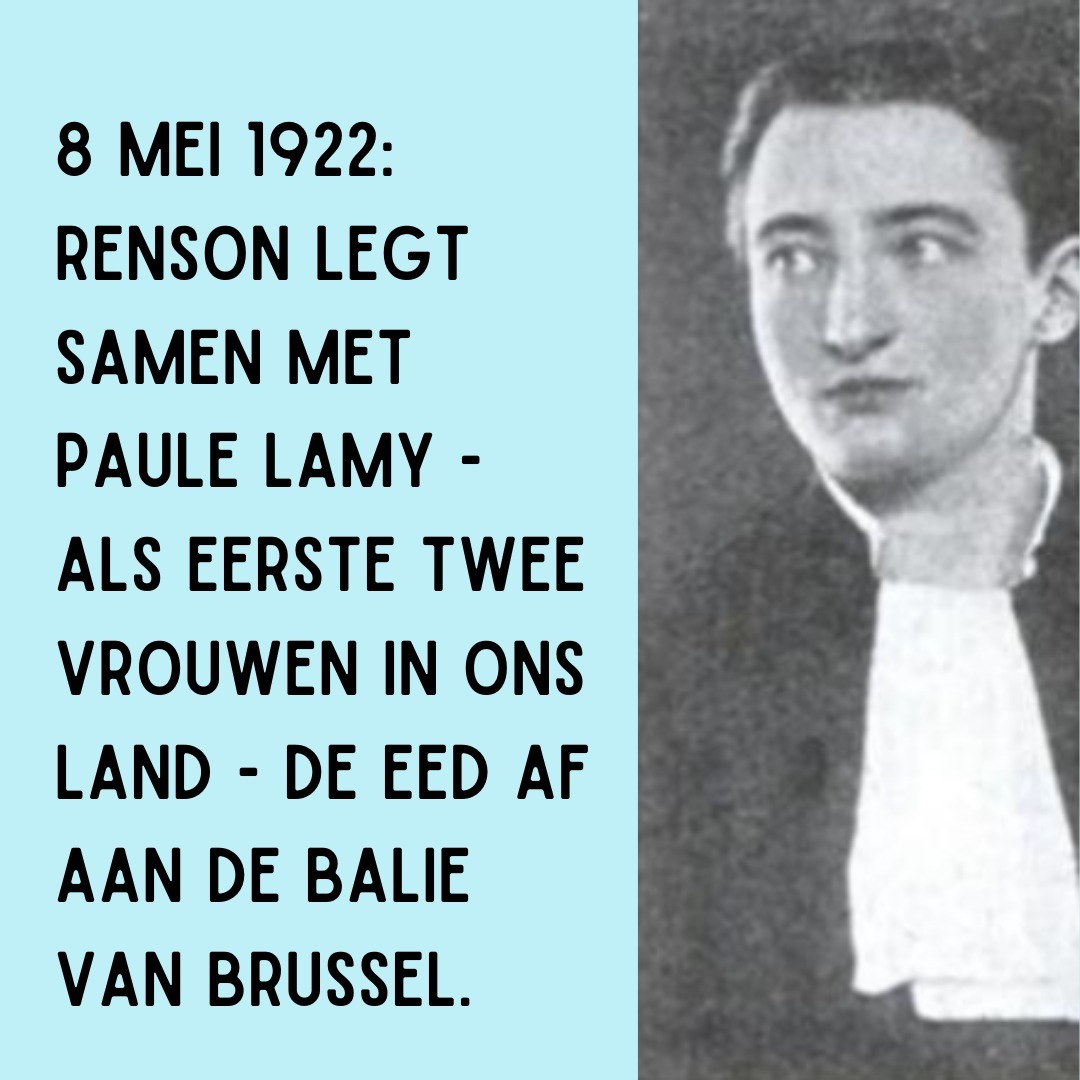 8 MEI 1922:
RENSON LEGT
SAMEN MET
PAULE LAMY -
ALS EERSTE TWEE
VROUWEN IN ONS
LAND - DE EED AF
AAN DE BALIE
VAN BRUSSEL.